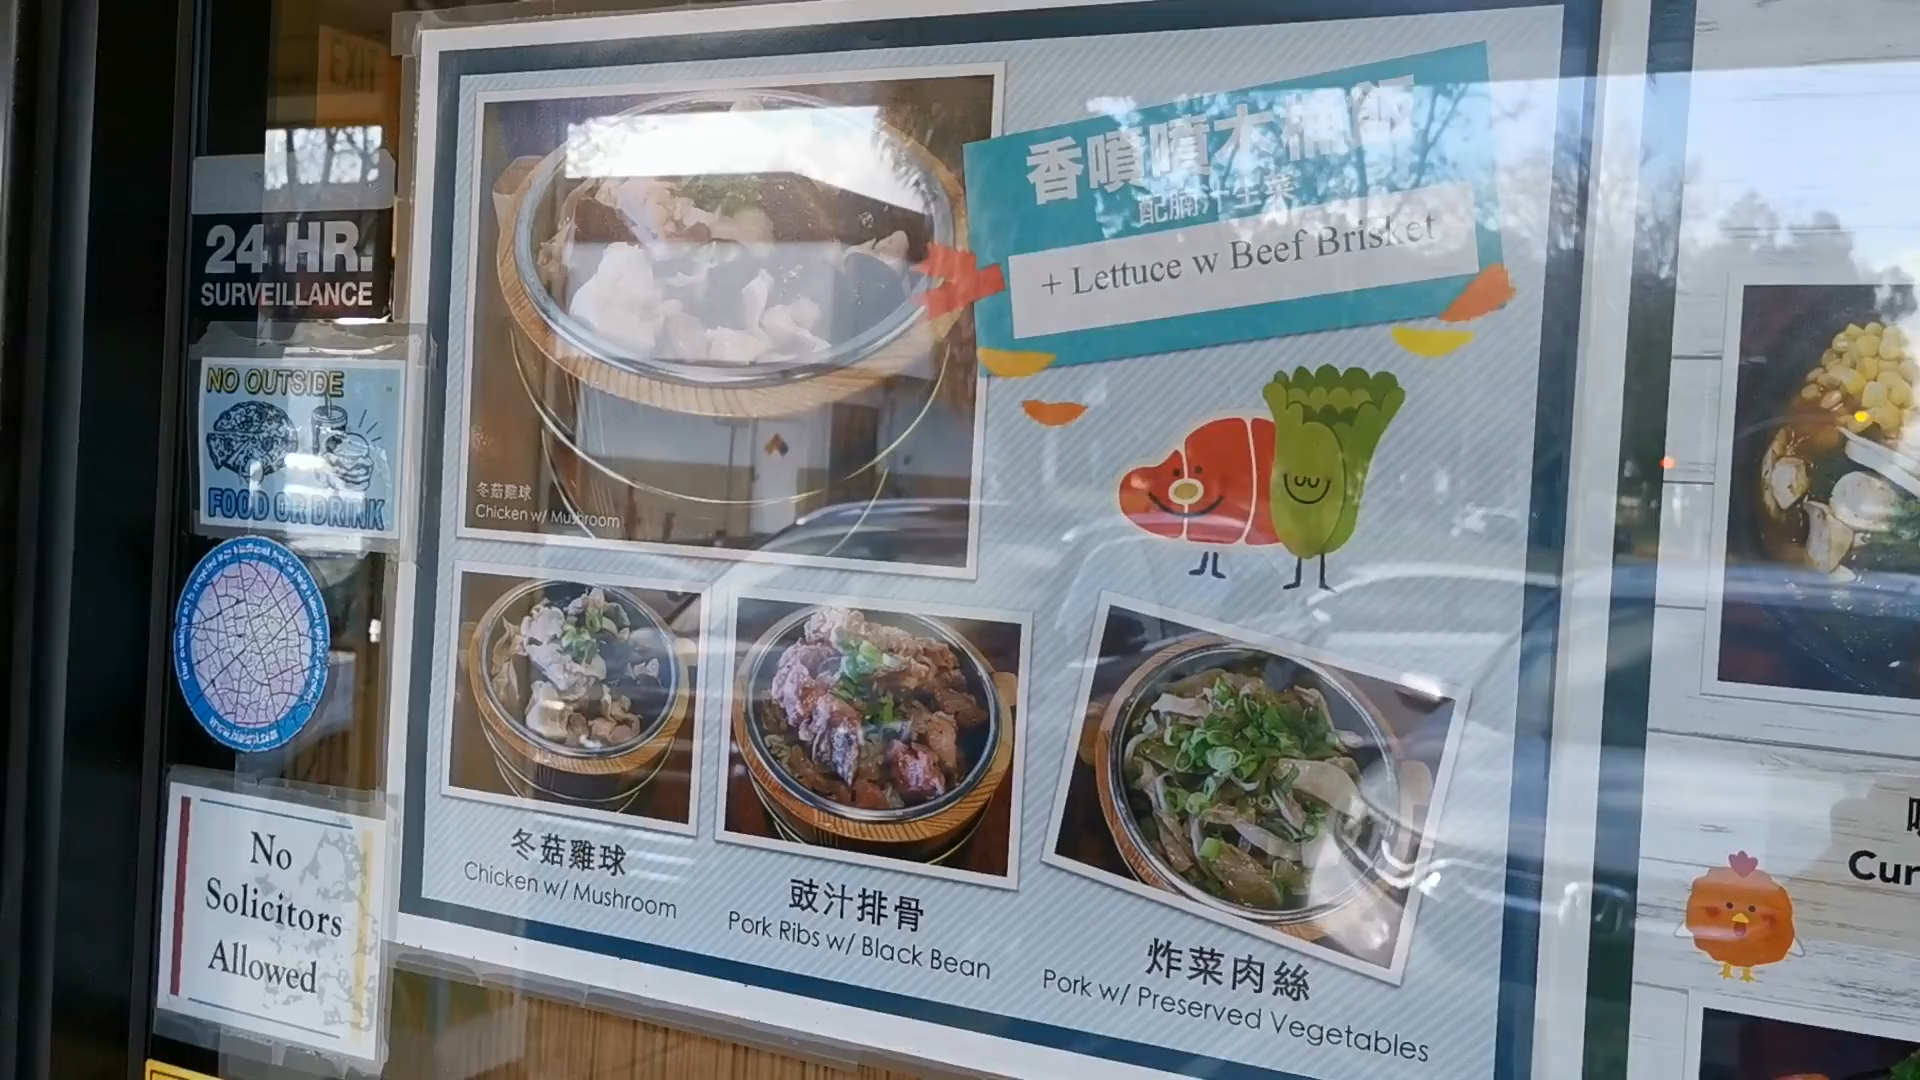 EXIT
24 HR.
SURVEILLANCE
NO OUTSIDE
FOOD OR DRINK
No
Solicitors
Allowed
香噴噴木桶飯
配腩汁生菜
+ Lettuce w Beef Brisket
冬菇雞球
Chicken w/ Mushroom
冬菇雞球
Chicken w/ Mushroom
豉汁排骨
Pork Ribs w/ Black Bean
炸菜肉絲
Pork w/ Preserved Vegetables
Cur